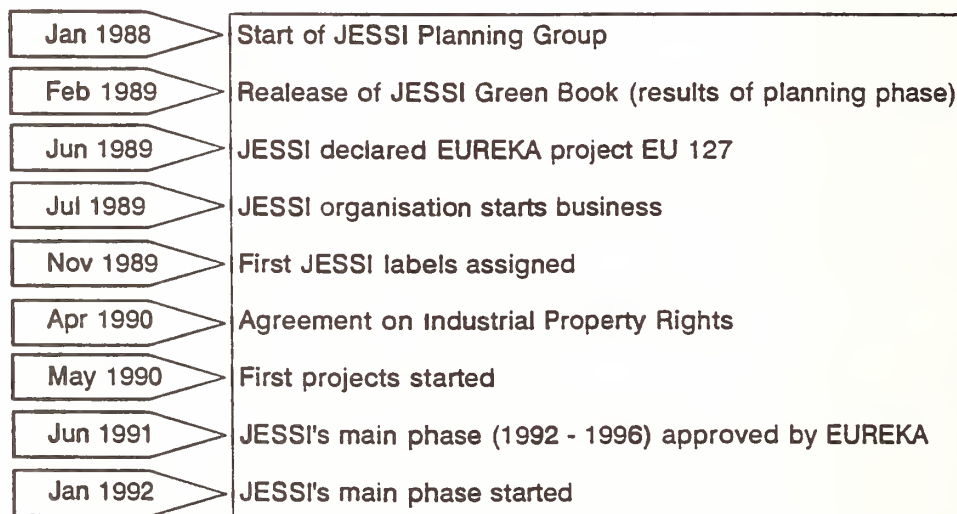 Jan 1988 Start of JESSI Planning Group
Feb 1989 Realease of JESSI Green Book (results of planning phase)
Jun 1989 JESSI declared EUREKA project EU 127
Jul 1989 JESSI organisation starts business
Nov 1989 First JESSI labels assigned
Apr 1990 Agreement on Industrial Property Rights
May 1990 First projects started
Jun 1991 JESSI's main phase (1992 - 1996) approved by EUREKA
Jan 1992 JESSI's main phase started